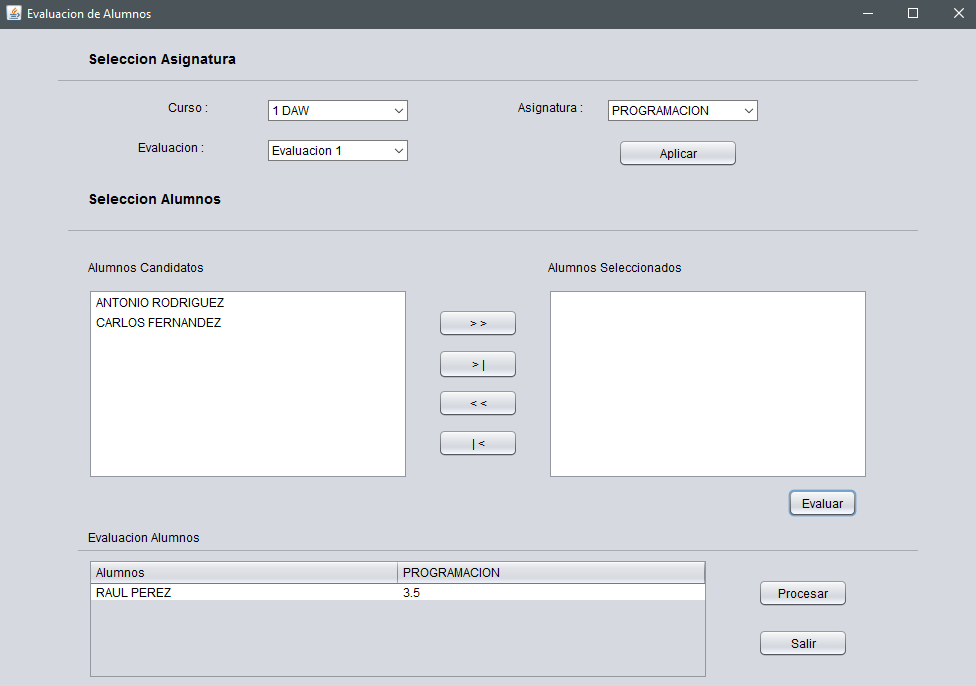 Evaluacion de Alumnos
Seleccion Asignatura
Curso : 1 DAW Asignatura : PROGRAMACION
Evaluacion : Evaluacion 1 Aplicar
Seleccion Alumnos
Alumnos Candidatos Alumnos Seleccionados
ANTONIO RODRIGUEZ
CARLOS FERNANDEZ
> >
> |
< <
| <
Evaluar
Evaluacion Alumnos
Alumnos PROGRAMACION
RAUL PEREZ 3.5
Procesar
Salir